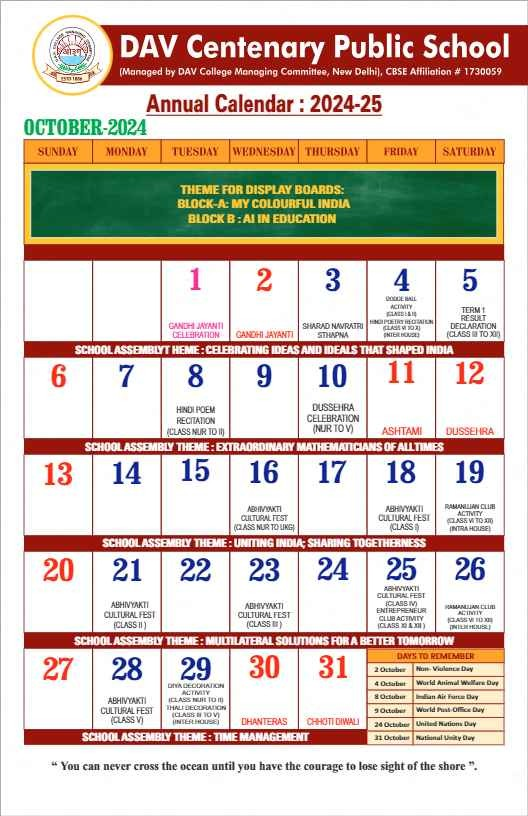 DAV Centenary Public School
(Managed by DAV College Managing Committee, New Delhi), CBSE Affiliation # 1730059
ESTD 1886
Annual Calendar : 2024-25
OCTOBER-2024
SUNDAY MONDAY TUESDAY WEDNESDAY THURSDAY FRIDAY SATURDAY
THEME FOR DISPLAY BOARDS:
BLOCK-A: MY COLOURFUL INDIA
BLOCK B : AI IN EDUCATION
1
GANDHI JAYANTI
CELEBRATION
2
GANDHI JAYANTI
3
SHARAD NAVRATRI
STHAPNA
4
DODGE BALL
ACTIVITY
(CLASS I & II)
HINDI POETRY RECITATION
(CLASS VI TO X)
(INTER HOUSE)
5
TERM 1
RESULT
DECLARATION
(CLASS III TO XII)
SCHOOL ASSEMBLYT HEME : CELEBRATING IDEAS AND IDEALS THAT SHAPED INDIA
6
7
8
HINDI POEM
RECITATION
(CLASS NUR TO II)
9
10
DUSSEHRA
CELEBRATION
(NUR TO V)
11
ASHTAMI
12
DUSSEHRA
SCHOOL ASSEMBLY THEME : EXTRAORDINARY MATHEMATICIANS OF ALL TIMES
13
14
15
16
ABHIVYAKTI
CULTURAL FEST
(CLASS NUR TO UKG)
17
18
ABHIVYAKTI
CULTURAL FEST
(CLASS I)
19
RAMANUJAN CLUB
ACTIVITY
(CLASS VI TO XII)
(INTRA HOUSE)
SCHOOL ASSEMBLY THEME : UNITING INDIA; SHARING TOGETHERNESS
20
21
ABHIVYAKTI
CULTURAL FEST
(CLASS II )
22
23
ABHIVYAKTI
CULTURAL FEST
(CLASS III )
24
25
ABHIVYAKTI
CULTURAL FEST
(CLASS IV)
ENTREPRENEUR
CLUB ACTIVITY
(CLASS XI & XII )
26
RAMANUJAN CLUB
ACTIVITY
(CLASS VI TO XII)
(INTER HOUSE)
SCHOOL ASSEMBLY THEME : MULTILATERAL SOLUTIONS FOR A BETTER TOMORROW
27
28
ABHIVYAKTI
CULTURAL FEST
(CLASS V)
29
DIYA DECORATION
ACTIVITY
(CLASS NUR TO II)
THALI DECORATION
(CLASS III TO V)
(INTER HOUSE)
30
DHANTERAS
31
CHHOTI DIWALI
DAYS TO REMEMBER
2 October Non- Violence Day
4 October World Animal Welfare Day
8 October Indian Air Force Day
9 October World Post-Office Day
24 October United Nations Day
31 October National Unity Day
SCHOOL ASSEMBLY THEME : TIME MANAGEMENT
“ You can never cross the ocean until you have the courage to lose sight of the shore ”.